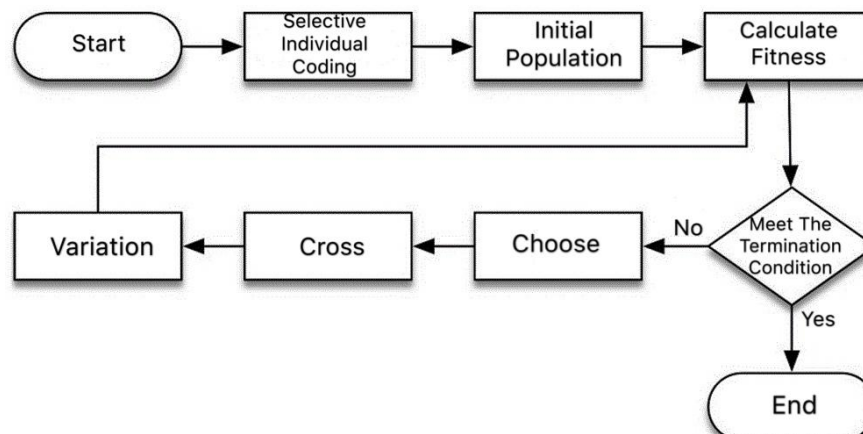 Start
Selective
Individual
Coding
Initial
Population
Calculate
Fitness
Variation
Cross
Choose
No
Meet The
Termination
Condition
Yes
End